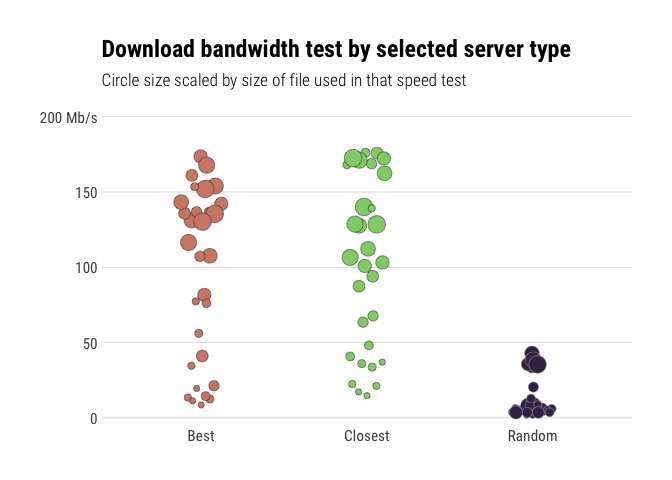 Download bandwidth test by selected server type
Circle size scaled by size of file used in that speed test
200 Mb/s
150
100
50
0
Best Closest Random